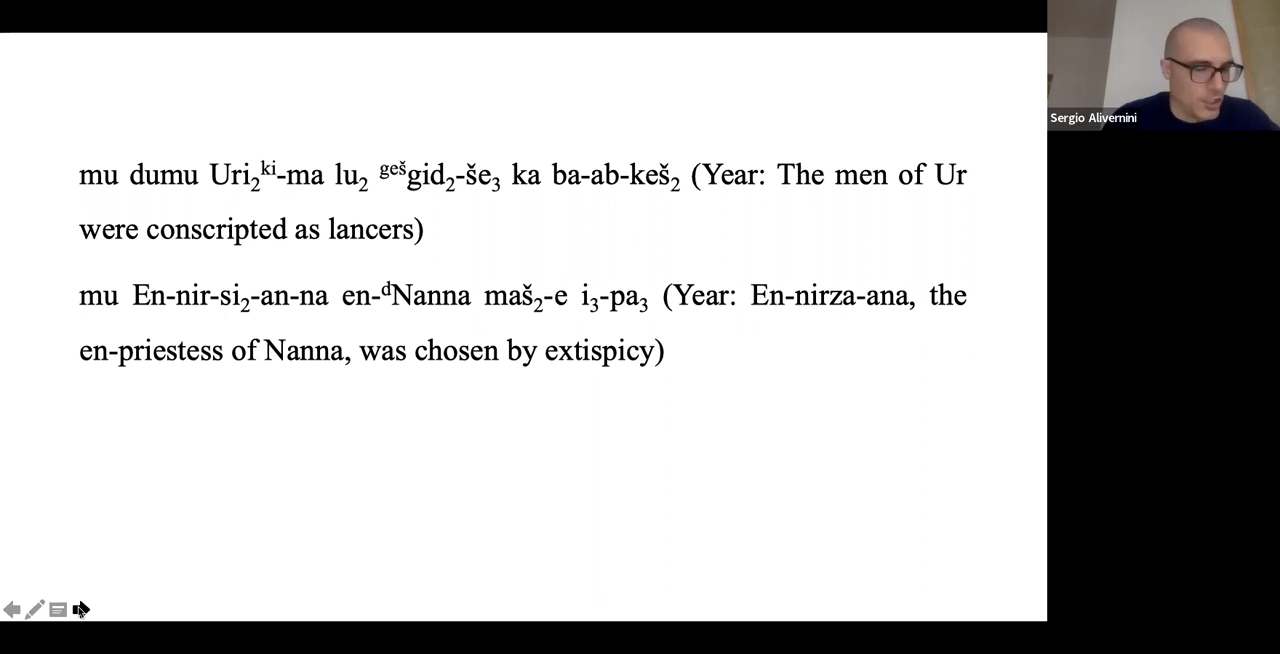 mu dumu Uri₂ᵏⁱ-ma lu₂ ᵍᵉšgid₂-še₃ ka ba-ab-keš₂ (Year: The men of Ur
were conscripted as lancers)
mu En-nir-si₂-an-na en-ᵈNanna maš₂-e i₃-pa₃ (Year: En-nirza-ana, the
en-priestess of Nanna, was chosen by extispicy)
Sergio Alivernini